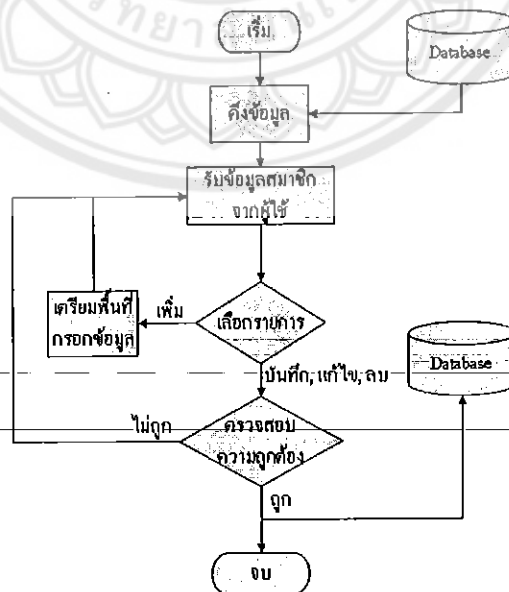 เริ่ม
Database
ดึงข้อมูล
รับข้อมูลสมาชิก
จากผู้ใช้
เตรียมพื้นที่
กรอกข้อมูล
เพิ่ม
เลือกรายการ
Database
บันทึก, แก้ไข, ลบ
ไม่ถูก
ตรวจสอบ
ความถูกต้อง
ถูก
จบ